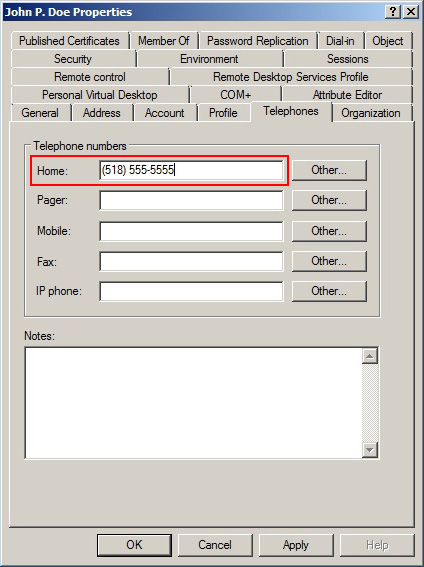 John P. Doe Properties
Published Certificates Member Of Password Replication Dial-in Object
Security Environment Sessions
Remote control Remote Desktop Services Profile
Personal Virtual Desktop COM+ Attribute Editor
General Address Account Profile Telephones Organization
Telephone numbers
Home: (518) 555-5555 Other...
Pager: Other...
Mobile: Other...
Fax: Other...
IP phone: Other...
Notes:
OK Cancel Apply Help